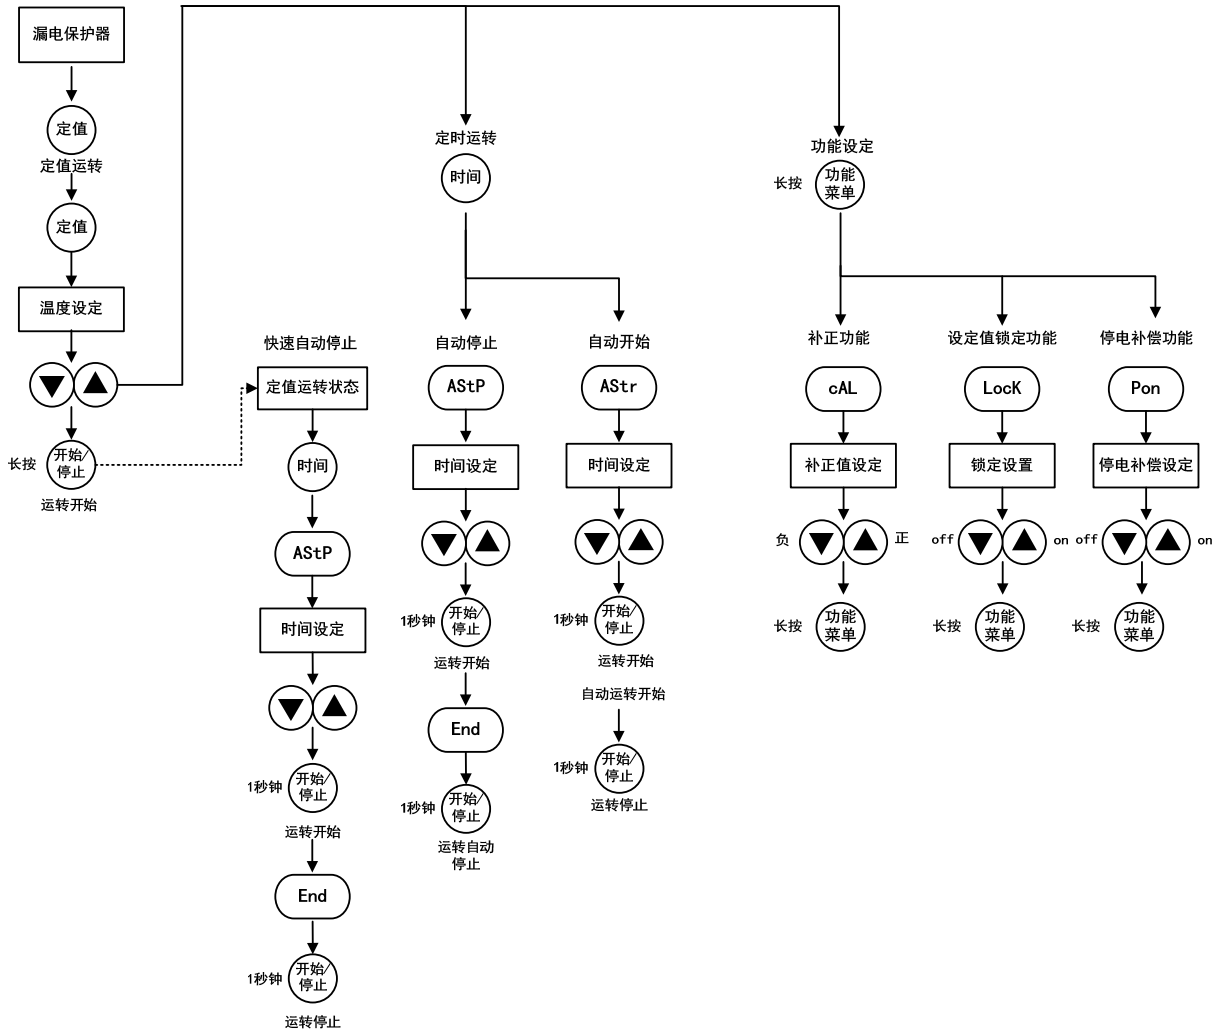 漏电保护器
定值
定值运转
定值
温度设定
长按
开始/
停止
运转开始
快速自动停止
定值运转状态
时间
AStP
时间设定
1秒钟
开始/
停止
运转开始
End
1秒钟
开始/
停止
运转停止
定时运转
时间
自动停止
AStP
时间设定
1秒钟
开始/
停止
运转开始
End
1秒钟
开始/
停止
运转自动
停止
自动开始
AStr
时间设定
1秒钟
开始/
停止
运转开始
自动运转开始
1秒钟
开始/
停止
运转停止
功能设定
长按
功能
菜单
补正功能
cAL
补正值设定
负
正
长按
功能
菜单
设定值锁定功能
LocK
锁定设置
off
on
长按
功能
菜单
停电补偿功能
Pon
停电补偿设定
off
on
长按
功能
菜单